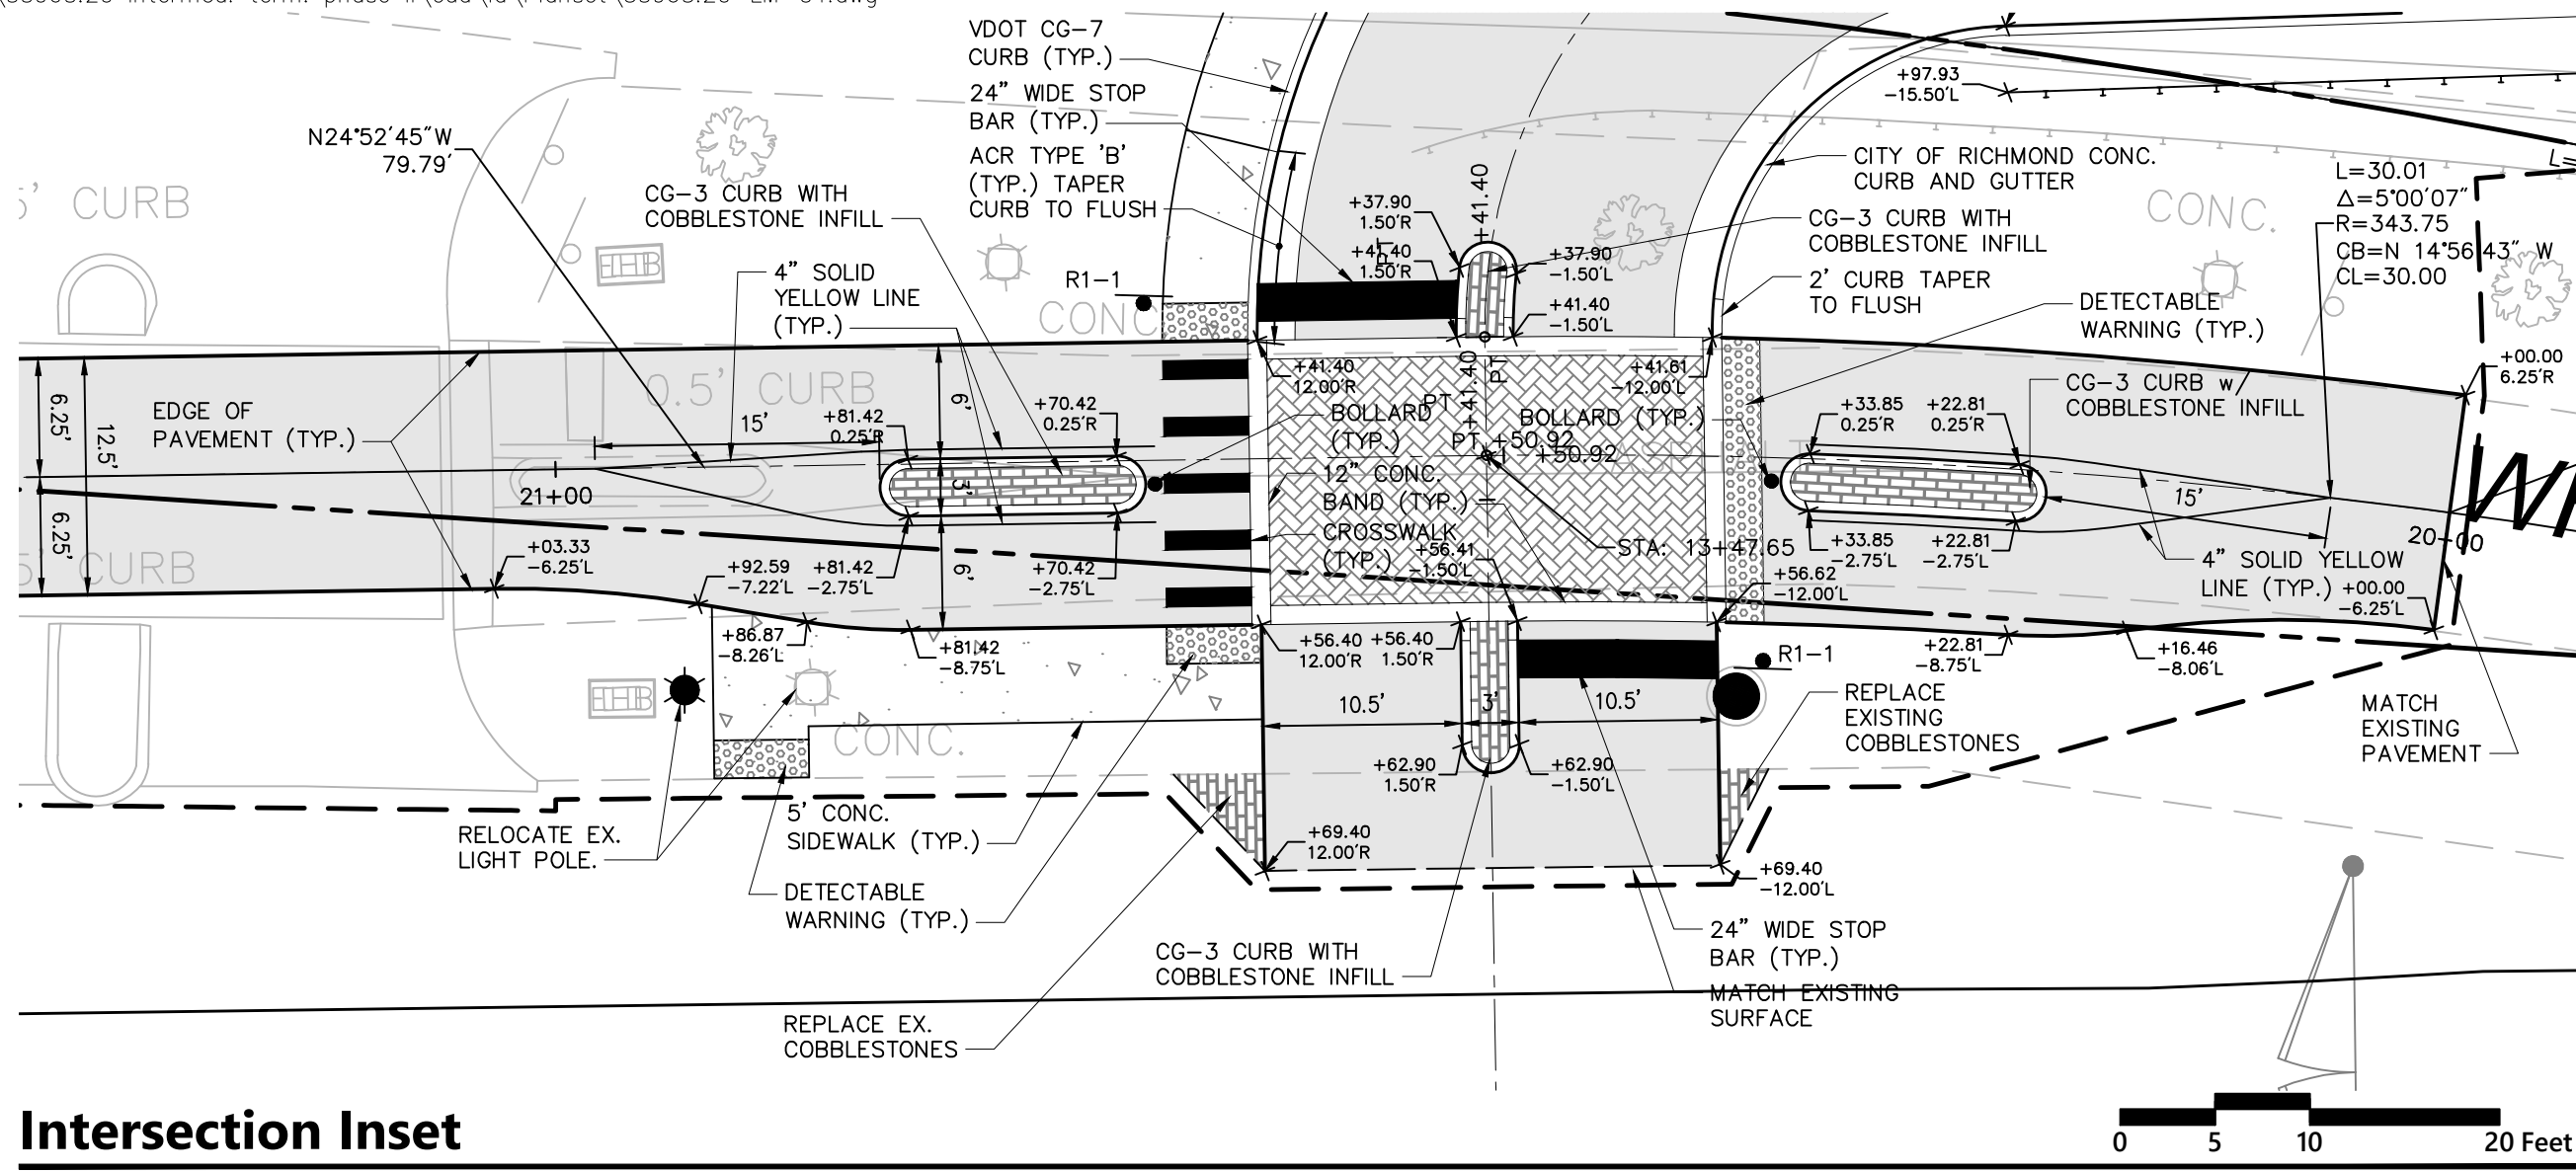 VDOT CG-7
CURB (TYP.)
24" WIDE STOP
BAR (TYP.)
ACR TYPE 'B'
(TYP.) TAPER
CURB TO FLUSH
N24°52'45"W
79.79'
CG-3 CURB WITH
COBBLESTONE INFILL
4" SOLID
YELLOW LINE
(TYP.)
R1-1
5' CURB
CONC.
0.5' CURB
+37.90
1.50'R
+41.40
1.50'R
+41.40
PT
+37.90
-1.50'L
+41.40
-1.50'L
+97.93
-15.50'L
CITY OF RICHMOND CONC.
CURB AND GUTTER
CG-3 CURB WITH
COBBLESTONE INFILL
2' CURB TAPER
TO FLUSH
DETECTABLE
WARNING (TYP.)
CONC.
L=30.01
Δ=5°00'07"
R=343.75
CB=N 14°56'43" W
CL=30.00
L=
+00.00
6.25'R
CG-3 CURB w/
COBBLESTONE INFILL
6.25'
12.5'
6.25'
EDGE OF
PAVEMENT (TYP.)
15'
+81.42
0.25'R
6'
+70.42
0.25'R
3'
6'
21+00
+41.40
12.00'R
+41.61
-12.00'L
BOLLARD
(TYP.)
BOLLARD (TYP.)
PT
+41.40
PT
PT +50.92
+50.92
12" CONC.
BAND (TYP.)
CROSSWALK
(TYP.)
+56.41
-1.50'L
STA: 13+47.65
+33.85
0.25'R
+22.81
0.25'R
15'
20+00
+33.85
-2.75'L
+22.81
-2.75'L
4" SOLID YELLOW
LINE (TYP.)
+00.00
-6.25'L
5' CURB
+03.33
-6.25'L
+92.59
-7.22'L
+81.42
-2.75'L
+70.42
-2.75'L
+86.87
-8.26'L
+81.42
-8.75'L
+56.40
12.00'R
+56.40
1.50'R
+56.62
-12.00'L
R1-1
+22.81
-8.75'L
+16.46
-8.06'L
10.5'
3'
10.5'
REPLACE
EXISTING
COBBLESTONES
MATCH
EXISTING
PAVEMENT
CONC.
+62.90
1.50'R
+62.90
-1.50'L
RELOCATE EX.
LIGHT POLE.
5' CONC.
SIDEWALK (TYP.)
+69.40
12.00'R
+69.40
-12.00'L
DETECTABLE
WARNING (TYP.)
CG-3 CURB WITH
COBBLESTONE INFILL
24" WIDE STOP
BAR (TYP.)
MATCH EXISTING
SURFACE
REPLACE EX.
COBBLESTONES
Intersection Inset
0 5 10 20 Feet